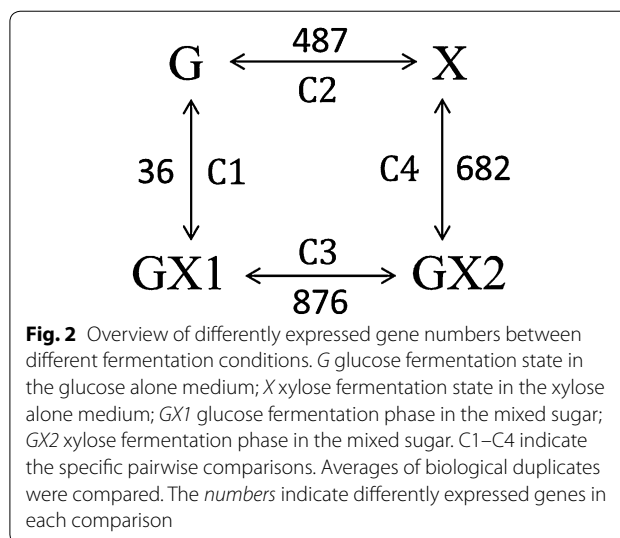 487
G X
C2
36 C1 C4 682
C3
GX1 GX2
876
Fig. 2 Overview of differently expressed gene numbers between
different fermentation conditions. G glucose fermentation state in
the glucose alone medium; X xylose fermentation state in the xylose
alone medium; GX1 glucose fermentation phase in the mixed sugar;
GX2 xylose fermentation phase in the mixed sugar. C1–C4 indicate
the specific pairwise comparisons. Averages of biological duplicates
were compared. The numbers indicate differently expressed genes in
each comparison